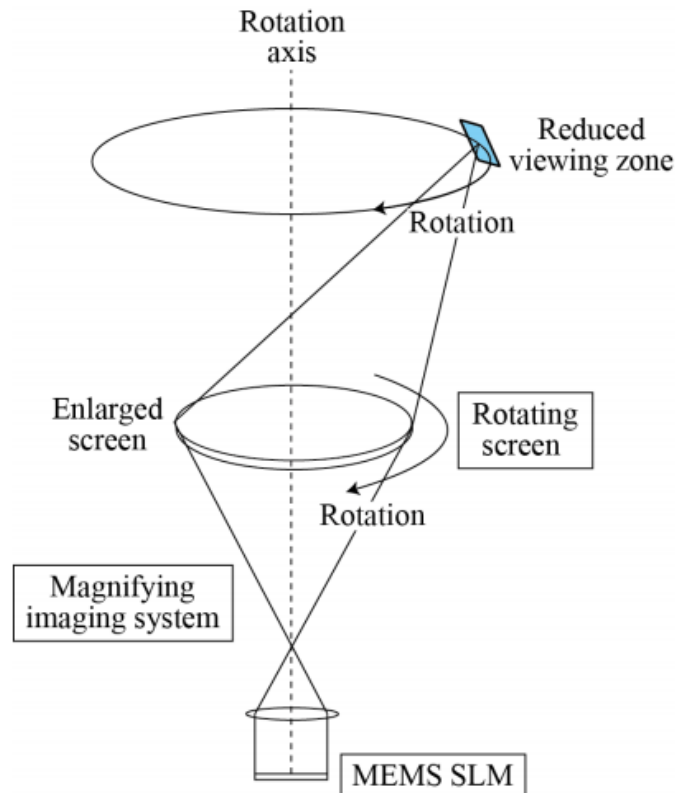 Rotation
axis
Reduced
viewing zone
Rotation
Enlarged
screen
Rotating
screen
Rotation
Magnifying
imaging system
MEMS SLM